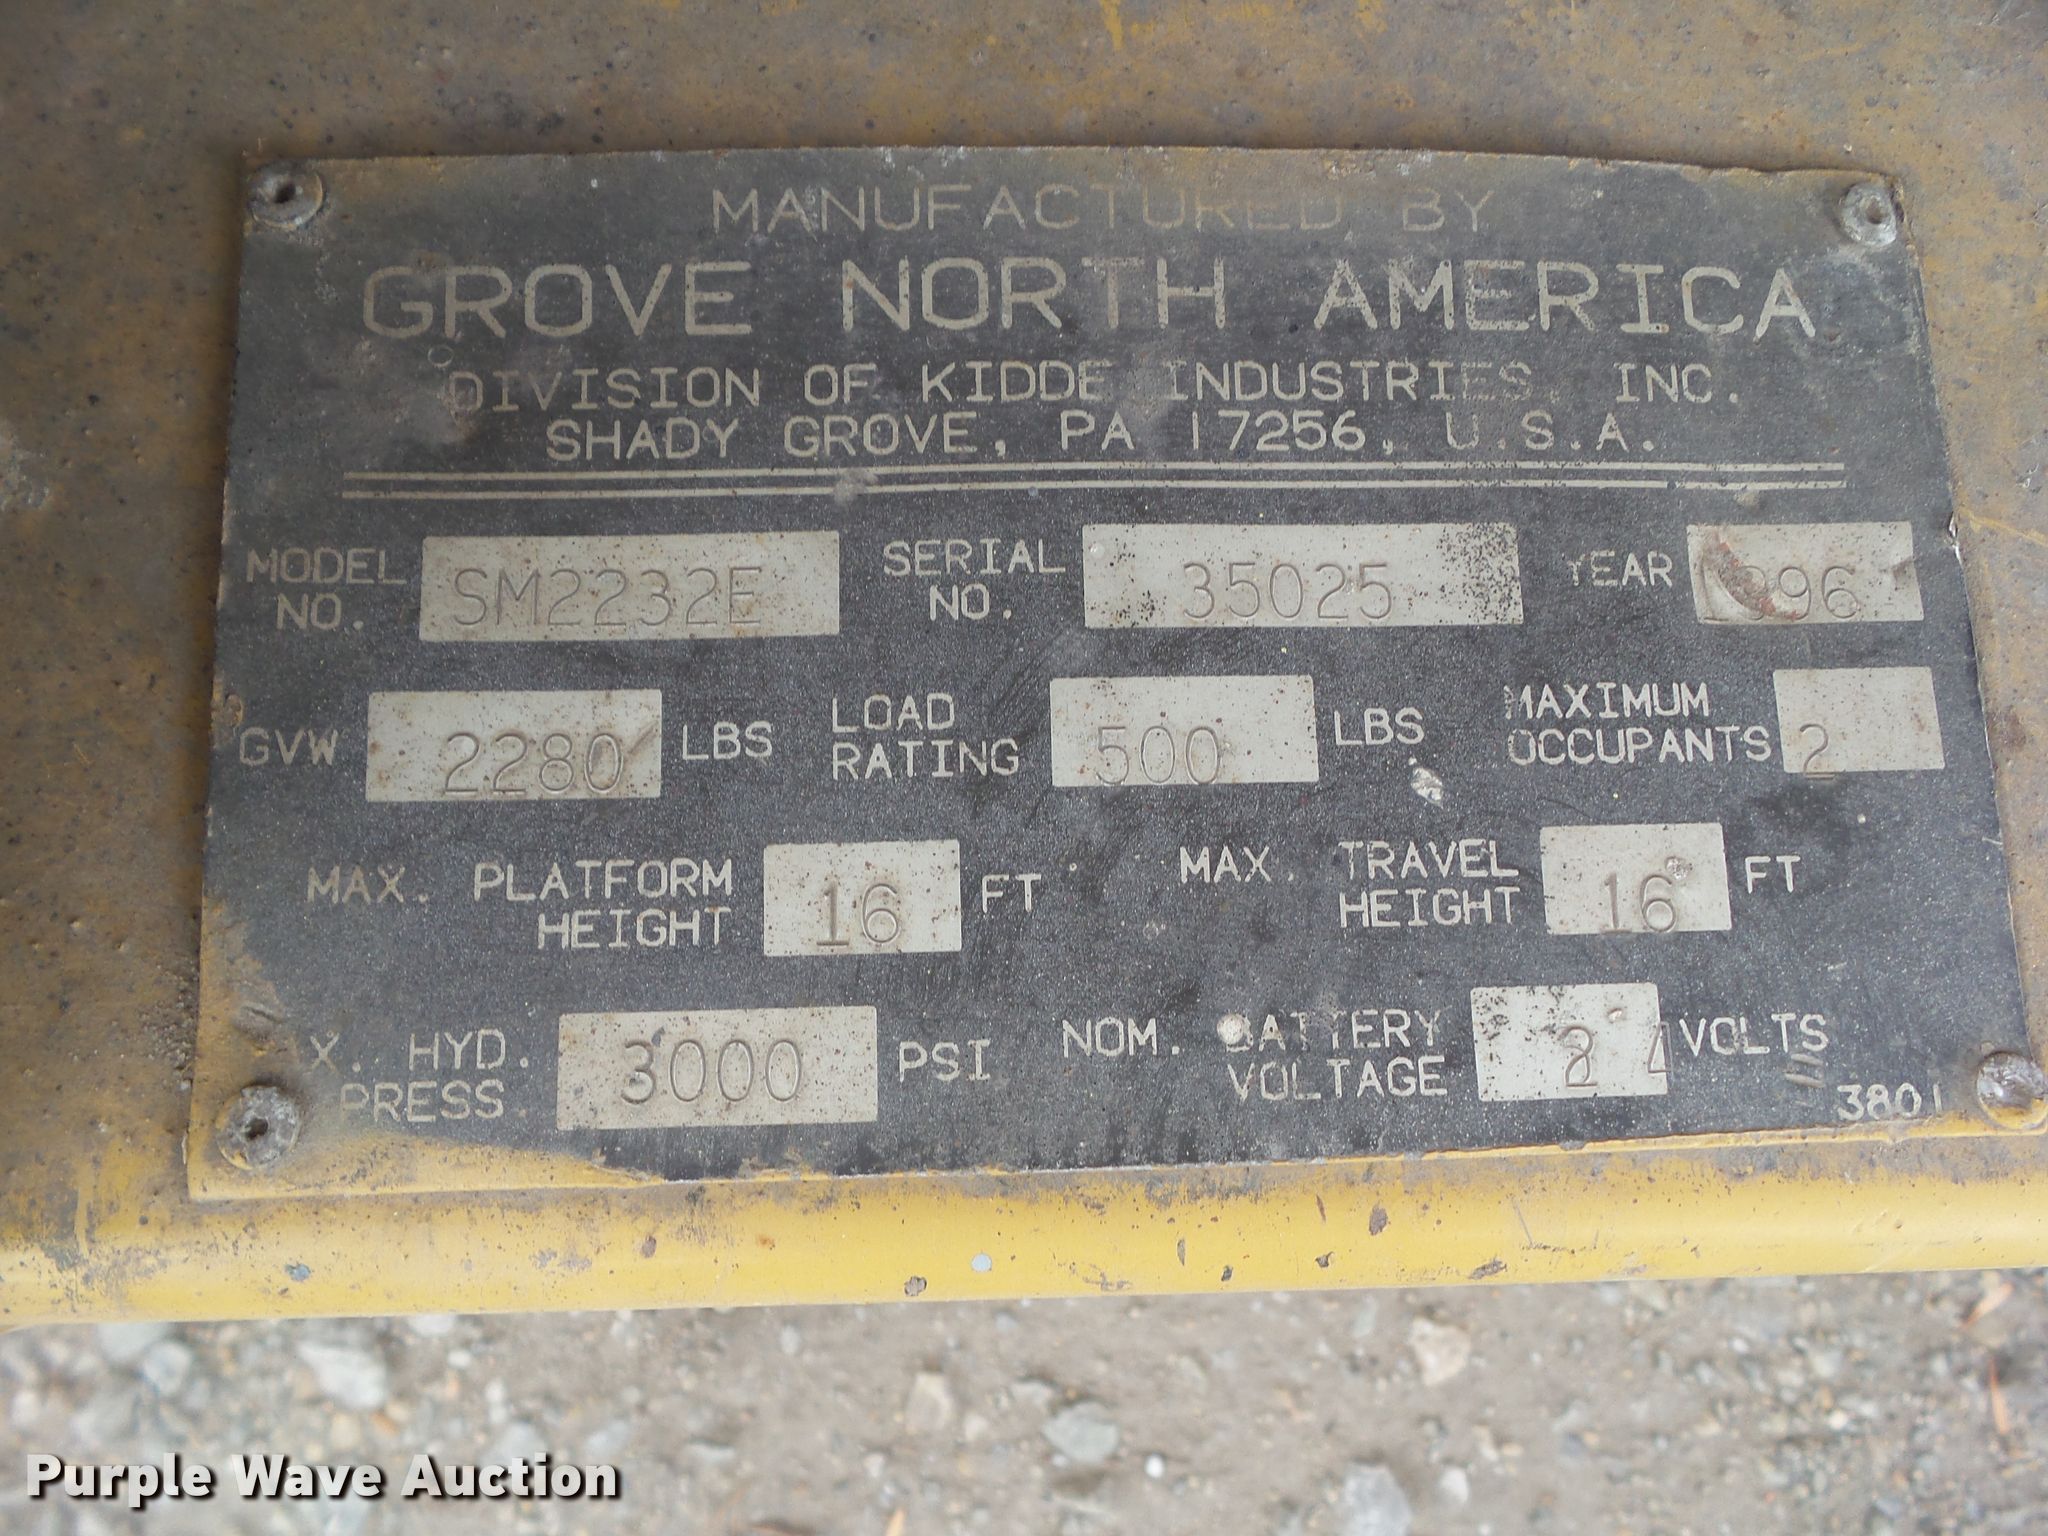 MANUFACTURED BY
GROVE NORTH AMERICA
DIVISION OF KIDDE INDUSTRIES, INC.
SHADY GROVE, PA 17256, U.S.A.
MODEL NO. SM2232E SERIAL NO. 35025 YEAR 1996
GVW 2280 LBS LOAD RATING 500 LBS MAXIMUM OCCUPANTS 2
MAX. PLATFORM HEIGHT 16 FT MAX. TRAVEL HEIGHT 16 FT
X. HYD. PRESS. 3000 PSI NOM. BATTERY VOLTAGE 24 VOLTS
3801
Purple Wave Auction